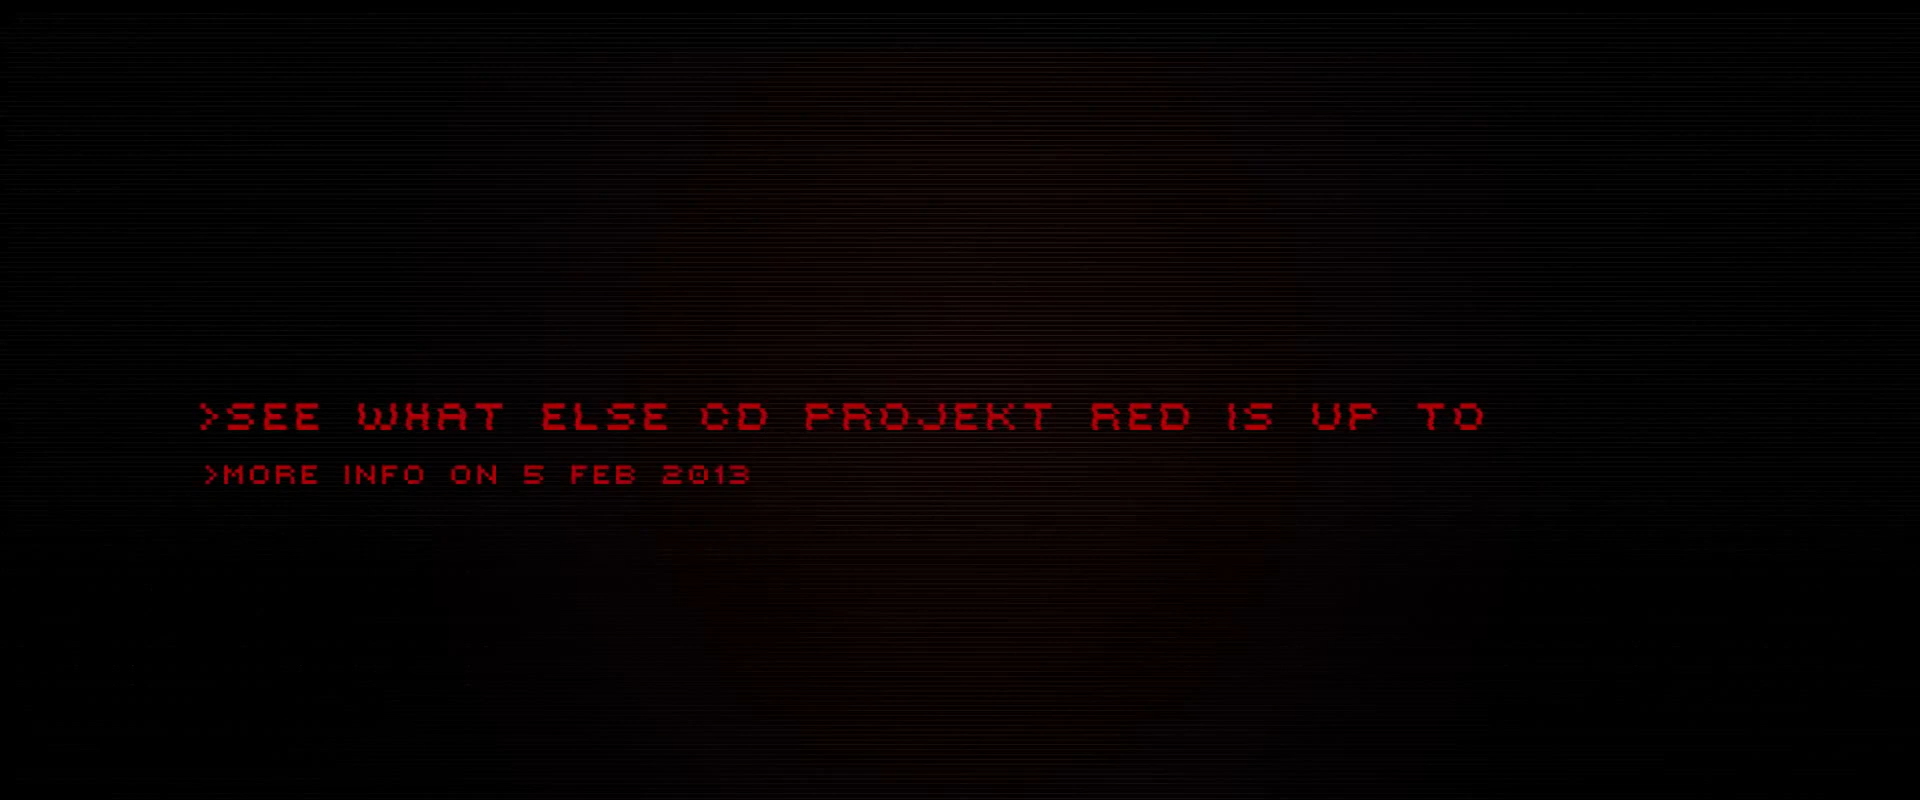 >SEE WHAT ELSE CD PROJEKT RED IS UP TO
>MORE INFO ON 5 FEB 2013